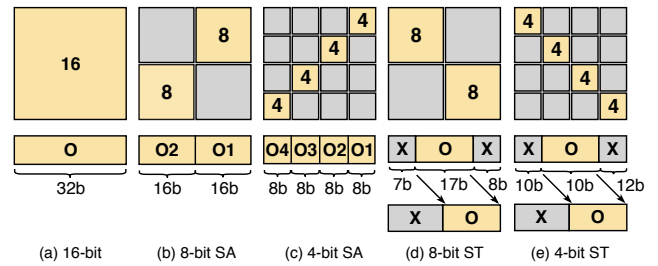 16
8
8
4
4
4
4
8
8
4
4
4
4
O
O2 O1
O4 O3 O2 O1
X O X
X O X
32b
16b 16b
8b 8b 8b 8b
7b 17b 8b
10b 10b 12b
X O
X O
(a) 16-bit
(b) 8-bit SA
(c) 4-bit SA
(d) 8-bit ST
(e) 4-bit ST